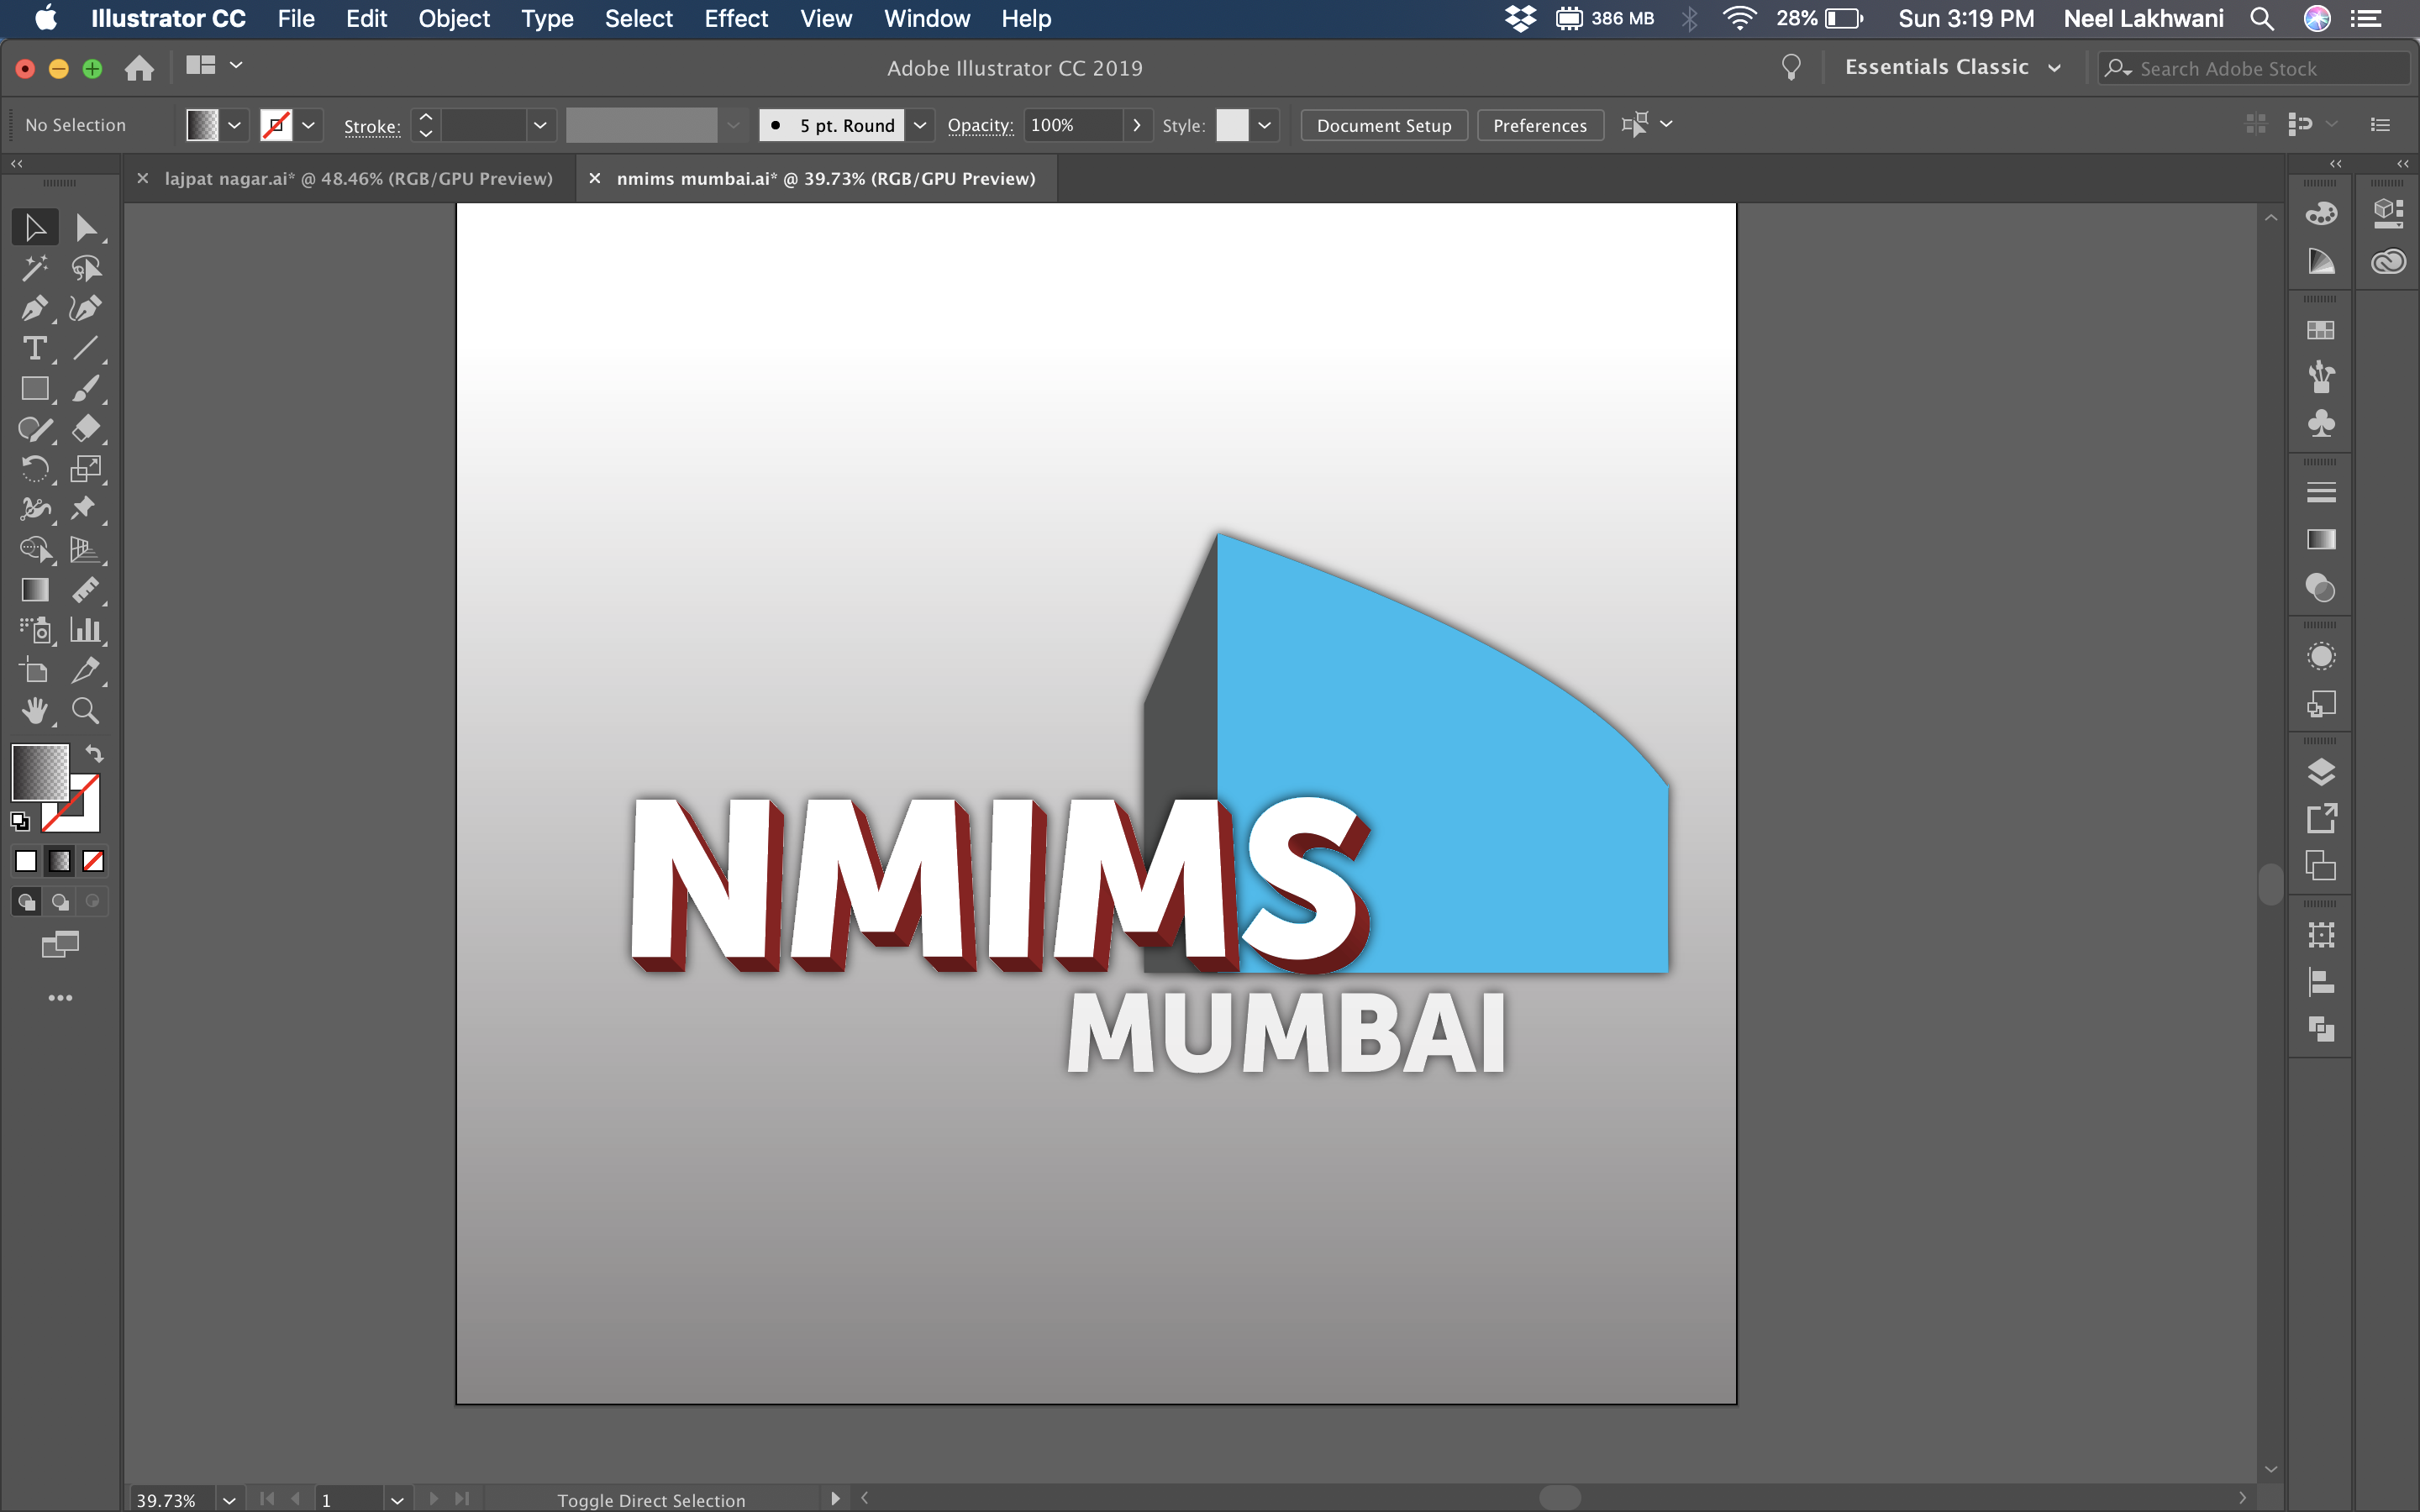 Illustrator CC File Edit Object Type Select Effect View Window Help 386 MB 28% Sun 3:19 PM Neel Lakhwani
Adobe Illustrator CC 2019 Essentials Classic Search Adobe Stock
No Selection Stroke: 5 pt. Round Opacity: 100% Style: Document Setup Preferences
lajpat nagar.ai* @ 48.46% (RGB/GPU Preview) nmims mumbai.ai* @ 39.73% (RGB/GPU Preview)
NMIMS
MUMBAI
39.73% 1 Toggle Direct Selection